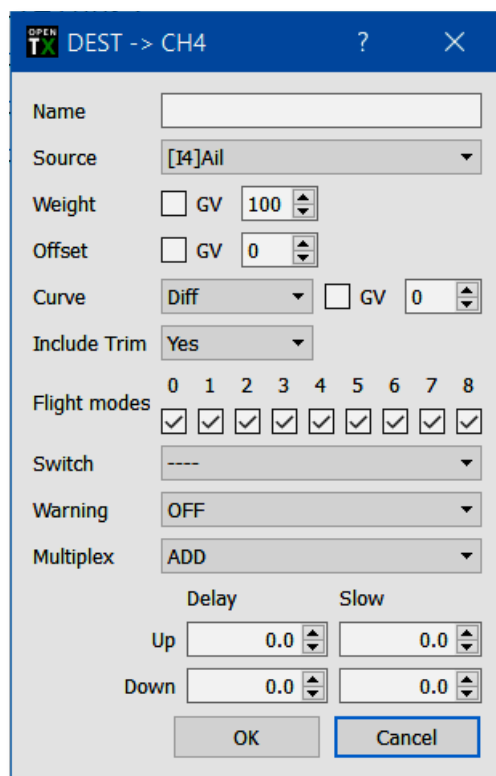 OPEN
TX DEST -> CH4 ?
Name
Source [I4]Ail
Weight GV 100
Offset GV 0
Curve Diff GV 0
Include Trim Yes
0 1 2 3 4 5 6 7 8
Flight modes
Switch ----
Warning OFF
Multiplex ADD
Delay Slow
Up 0.0 0.0
Down 0.0 0.0
OK Cancel